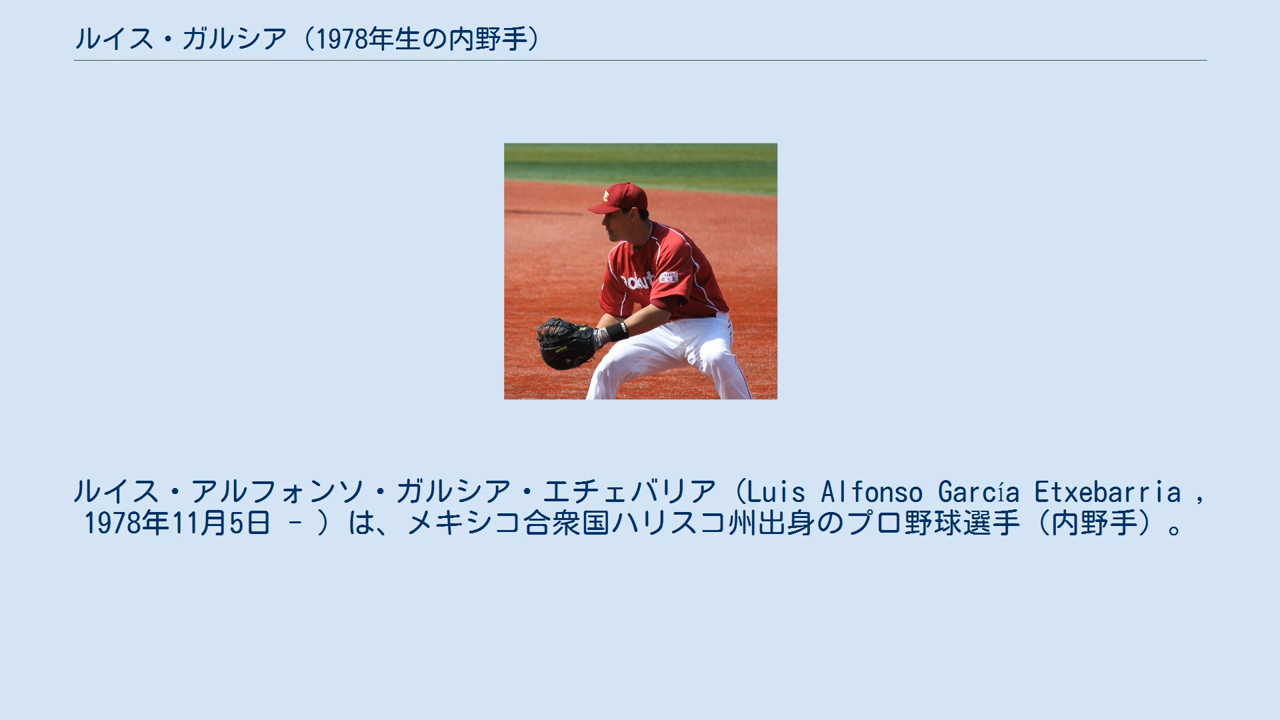 ルイス・ガルシア（1978年生の内野手）
ルイス・アルフォンソ・ガルシア・エチェバリア（Luis Alfonso García Etxebarria ,
1978年11月5日 - ）は、メキシコ合衆国ハリスコ州出身のプロ野球選手（内野手）。